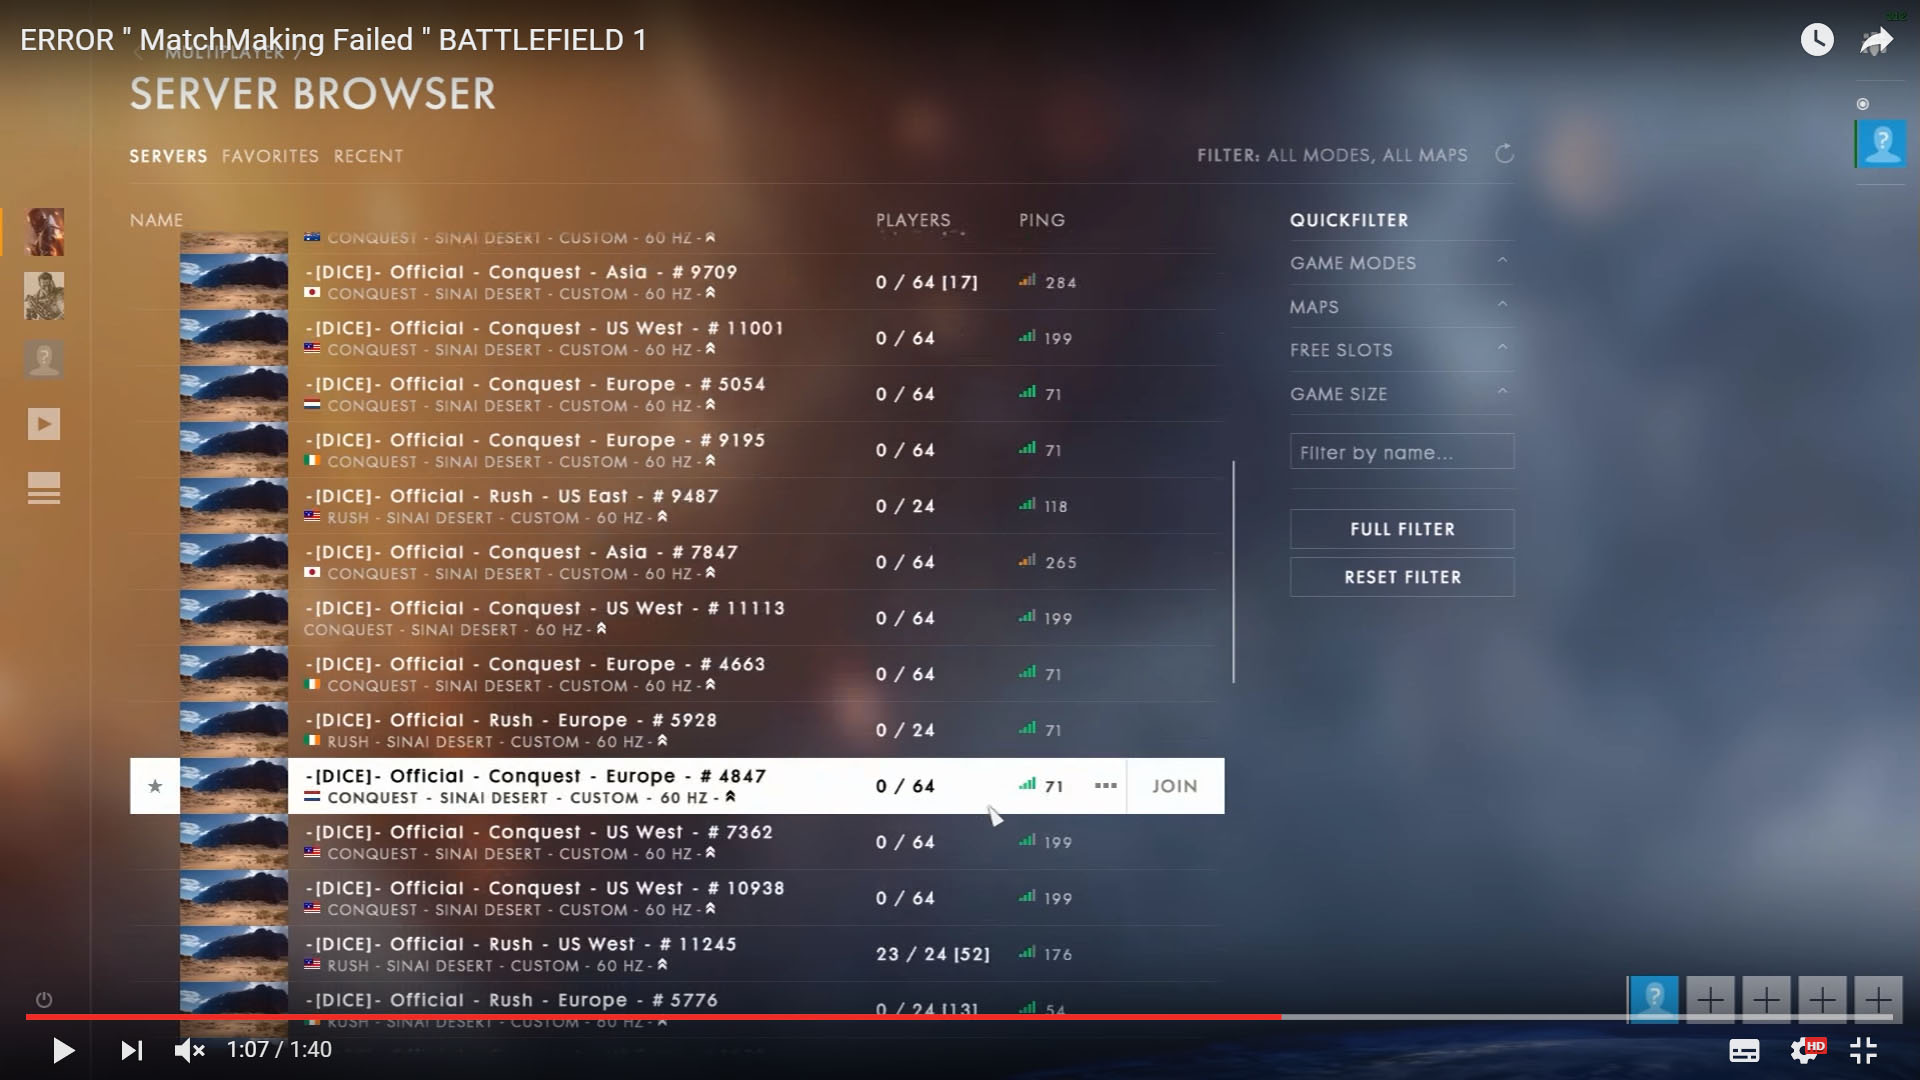 ERROR " MatchMaking Failed " BATTLEFIELD 1
MULTIPLAYER /
SERVER BROWSER
SERVERS FAVORITES RECENT
FILTER: ALL MODES, ALL MAPS
NAME PLAYERS PING
CONQUEST - SINAI DESERT - CUSTOM - 60 HZ -
-[DICE]- Official - Conquest - Asia - # 9709
CONQUEST - SINAI DESERT - CUSTOM - 60 HZ -
0 / 64 [17] 284
-[DICE]- Official - Conquest - US West - # 11001
CONQUEST - SINAI DESERT - CUSTOM - 60 HZ -
0 / 64 199
-[DICE]- Official - Conquest - Europe - # 5054
CONQUEST - SINAI DESERT - CUSTOM - 60 HZ -
0 / 64 71
-[DICE]- Official - Conquest - Europe - # 9195
CONQUEST - SINAI DESERT - CUSTOM - 60 HZ -
0 / 64 71
-[DICE]- Official - Rush - US East - # 9487
RUSH - SINAI DESERT - CUSTOM - 60 HZ -
0 / 24 118
-[DICE]- Official - Conquest - Asia - # 7847
CONQUEST - SINAI DESERT - CUSTOM - 60 HZ -
0 / 64 265
-[DICE]- Official - Conquest - US West - # 11113
CONQUEST - SINAI DESERT - 60 HZ -
0 / 64 199
-[DICE]- Official - Conquest - Europe - # 4663
CONQUEST - SINAI DESERT - CUSTOM - 60 HZ -
0 / 64 71
-[DICE]- Official - Rush - Europe - # 5928
RUSH - SINAI DESERT - CUSTOM - 60 HZ -
0 / 24 71
-[DICE]- Official - Conquest - Europe - # 4847
CONQUEST - SINAI DESERT - CUSTOM - 60 HZ -
0 / 64 71 JOIN
-[DICE]- Official - Conquest - US West - # 7362
CONQUEST - SINAI DESERT - CUSTOM - 60 HZ -
0 / 64 199
-[DICE]- Official - Conquest - US West - # 10938
CONQUEST - SINAI DESERT - CUSTOM - 60 HZ -
0 / 64 199
-[DICE]- Official - Rush - US West - # 11245
RUSH - SINAI DESERT - CUSTOM - 60 HZ -
23 / 24 [52] 176
-[DICE]- Official - Rush - Europe - # 5776
RUSH - SINAI DESERT - CUSTOM - 60 HZ -
0 / 24 [13] 54
QUICKFILTER
GAME MODES
MAPS
FREE SLOTS
GAME SIZE
Filter by name...
FULL FILTER
RESET FILTER
1:07 / 1:40
HD